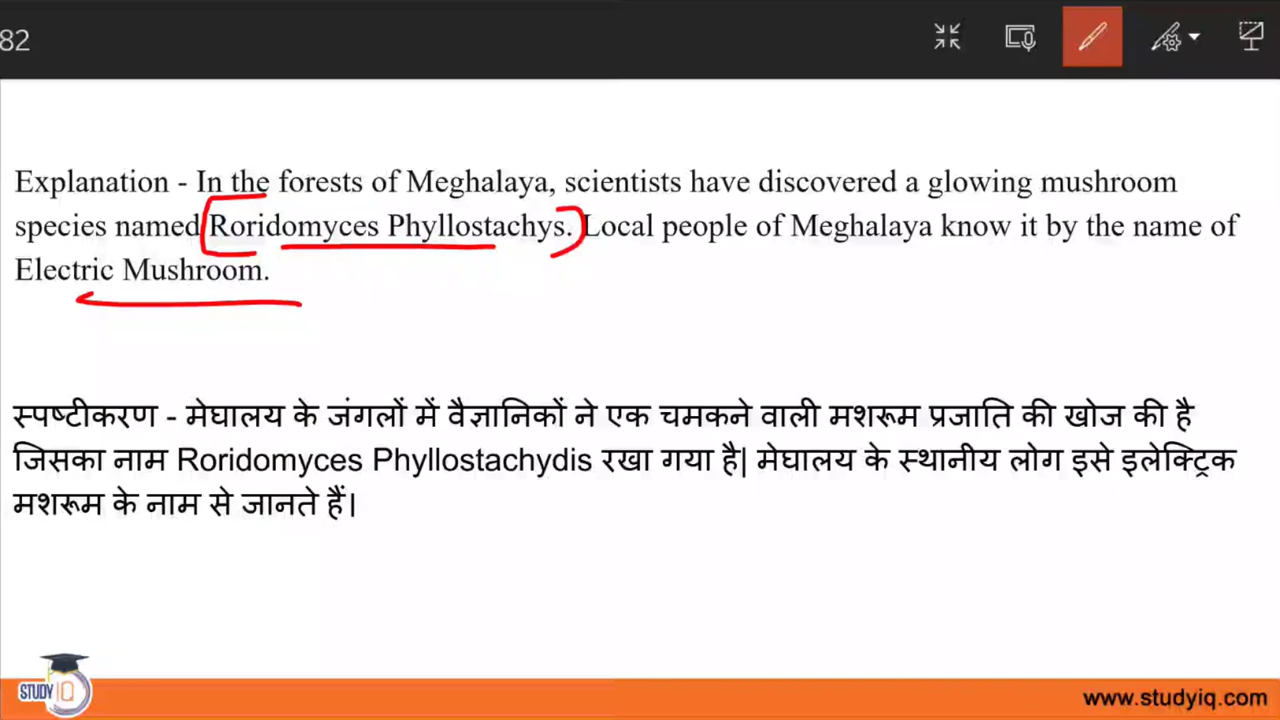 82
Explanation - In the forests of Meghalaya, scientists have discovered a glowing mushroom
species named Roridomyces Phyllostachys. Local people of Meghalaya know it by the name of
Electric Mushroom.
स्पष्टीकरण - मेघालय के जंगलों में वैज्ञानिकों ने एक चमकने वाली मशरूम प्रजाति की खोज की है
जिसका नाम Roridomyces Phyllostachydis रखा गया है| मेघालय के स्थानीय लोग इसे इलेक्ट्रिक
मशरूम के नाम से जानते हैं।
STUDY IQ
www.studyiq.com